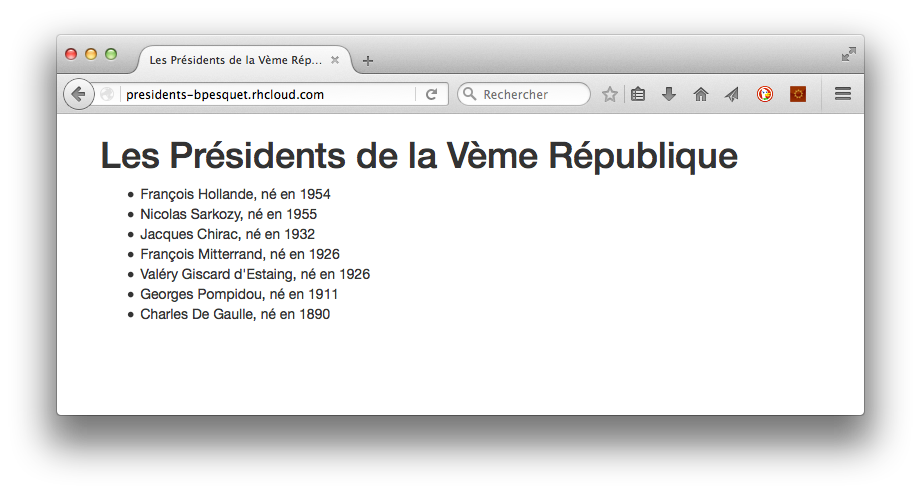 Les Présidents de la Vème Rép...
presidents-bpesquet.rhcloud.com
Rechercher
Les Présidents de la Vème République
François Hollande, né en 1954
Nicolas Sarkozy, né en 1955
Jacques Chirac, né en 1932
François Mitterrand, né en 1926
Valéry Giscard d'Estaing, né en 1926
Georges Pompidou, né en 1911
Charles De Gaulle, né en 1890